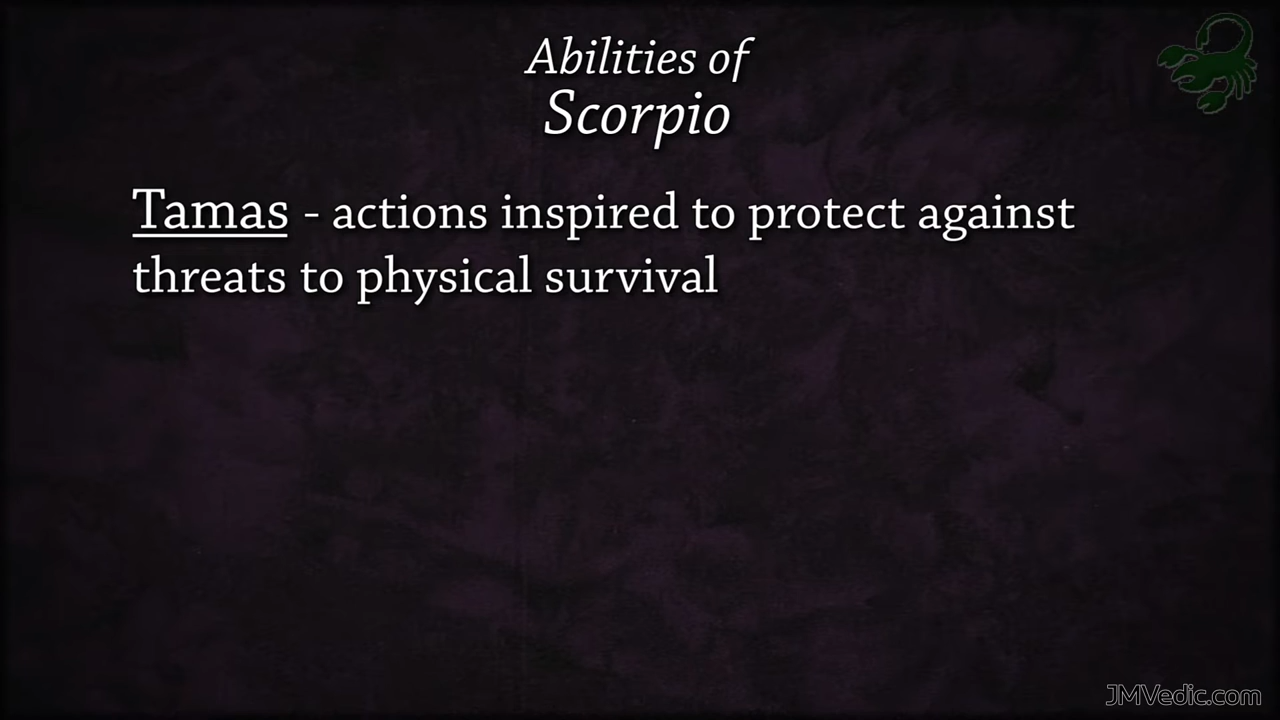 Abilities of
Scorpio
Tamas - actions inspired to protect against
threats to physical survival
JMVedic.com